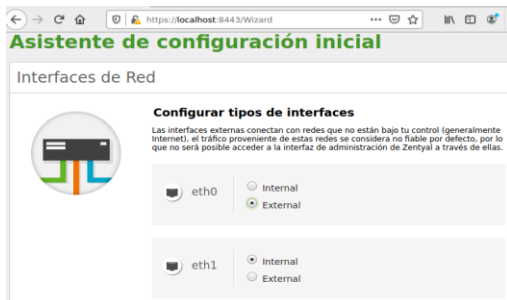 https://localhost:8443/Wizard
Asistente de configuración inicial
Interfaces de Red
Configurar tipos de interfaces
Las interfaces externas conectan con redes que no están bajo tu control (generalmente
Internet), el tráfico proveniente de estas redes se considera no fiable por defecto, por lo
que no será posible acceder a la interfaz de administración de Zentyal a través de ellas.
eth0
Internal
External
eth1
Internal
External